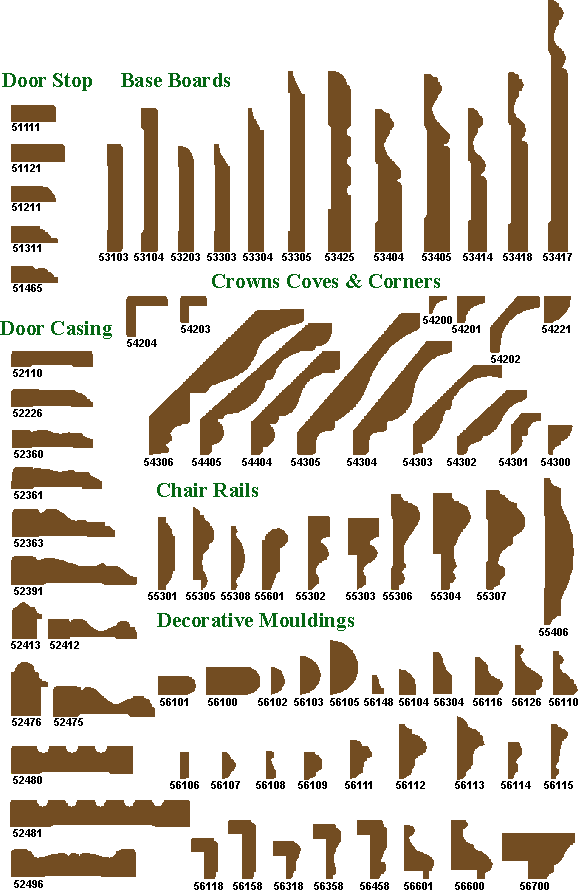 Door Stop
51111
51121
51211
51311
51465
Base Boards
53103 53104 53203 53303 53304 53305 53425 53404 53405 53414 53418 53417
Crowns Coves & Corners
54204 54203 54200 54201 54202 54221
54306 54405 54404 54305 54304 54303 54302 54301 54300
Door Casing
52110
52226
52360
52361
52363
52391
52413 52412
52476 52475
52480
52481
52496
Chair Rails
55301 55305 55308 55601 55302 55303 55306 55304 55307 55406
Decorative Mouldings
56101 56100 56102 56103 56105 56148 56104 56304 56116 56126 56110
56106 56107 56108 56109 56111 56112 56113 56114 56115
56118 56158 56318 56358 56458 56601 56600 56700